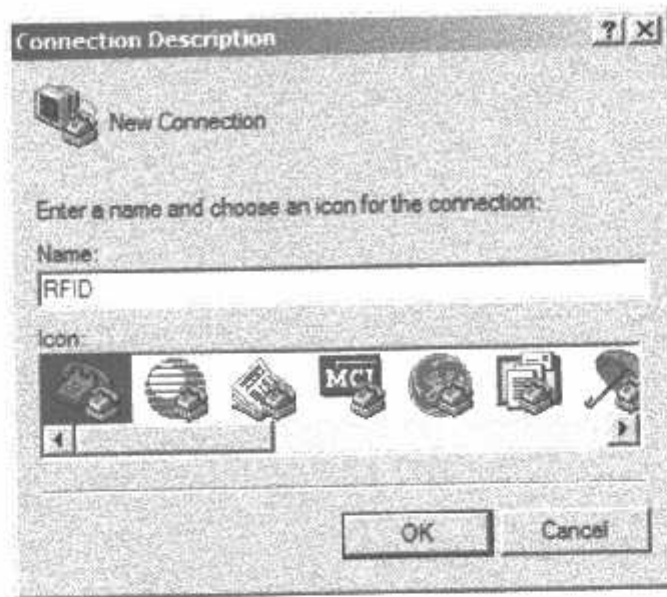 Connection Description
New Connection
Enter a name and choose an icon for the connection:
Name:
RFID
Icon:
MCI
OK
Cancel